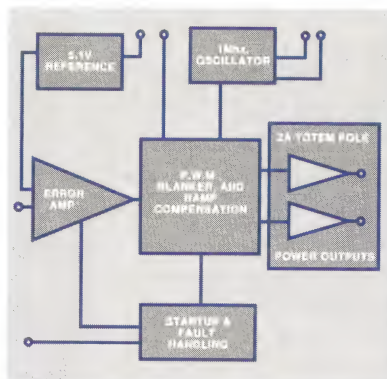 5.1V
REFERENCE
1Mhz.
OSCILLATOR
ERROR
AMP
P.W.M
BLANKER, AND
RAMP
COMPENSATION
2A TOTEM POLE
POWER OUTPUTS
STARTUP &
FAULT
HANDLING